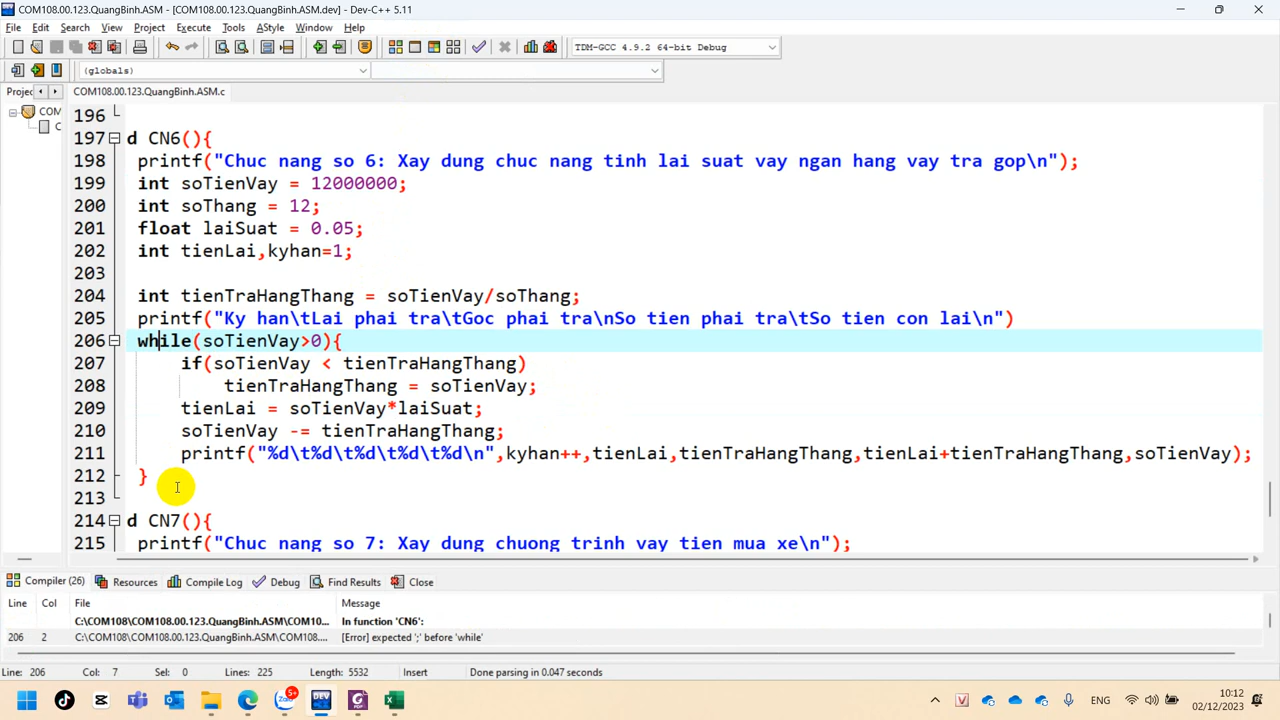 COM108.00.123.QuangBinh.ASM - [COM108.00.123.QuangBinh.ASM.dev] - Dev-C++ 5.11
File Edit Search View Project Execute Tools AStyle Window Help
TDM-GCC 4.9.2 64-bit Debug
(globals)
Projec COM108.00.123.QuangBinh.ASM.c
COM
C
196
197 d CN6(){
198 printf("Chuc nang so 6: Xay dung chuc nang tinh lai suat vay ngan hang vay tra gop\n");
199 int soTienVay = 12000000;
200 int soThang = 12;
201 float laiSuat = 0.05;
202 int tienLai,kyhan=1;
203
204 int tienTraHangThang = soTienVay/soThang;
205 printf("Ky han\tLai phai tra\tGoc phai tra\nSo tien phai tra\tSo tien con lai\n")
206 while(soTienVay>0){
207 if(soTienVay < tienTraHangThang)
208 tienTraHangThang = soTienVay;
209 tienLai = soTienVay*laiSuat;
210 soTienVay -= tienTraHangThang;
211 printf("%d\t%d\t%d\t%d\t%d\n",kyhan++,tienLai,tienTraHangThang,tienLai+tienTraHangThang,soTienVay);
212 }
213
214 d CN7(){
215 printf("Chuc nang so 7: Xay dung chuong trinh vay tien mua xe\n");
Compiler (26) Resources Compile Log Debug Find Results Close
Line Col File Message
C:\COM108\COM108.00.123.QuangBinh.ASM\COM10... In function 'CN6':
206 2 C:\COM108\COM108.00.123.QuangBinh.ASM\COM108.... [Error] expected ';' before 'while'
Line: 206 Col: 7 Sel: 0 Lines: 225 Length: 5532 Insert Done parsing in 0.047 seconds
5+
Zalo
DEV
ENG
10:12
02/12/2023